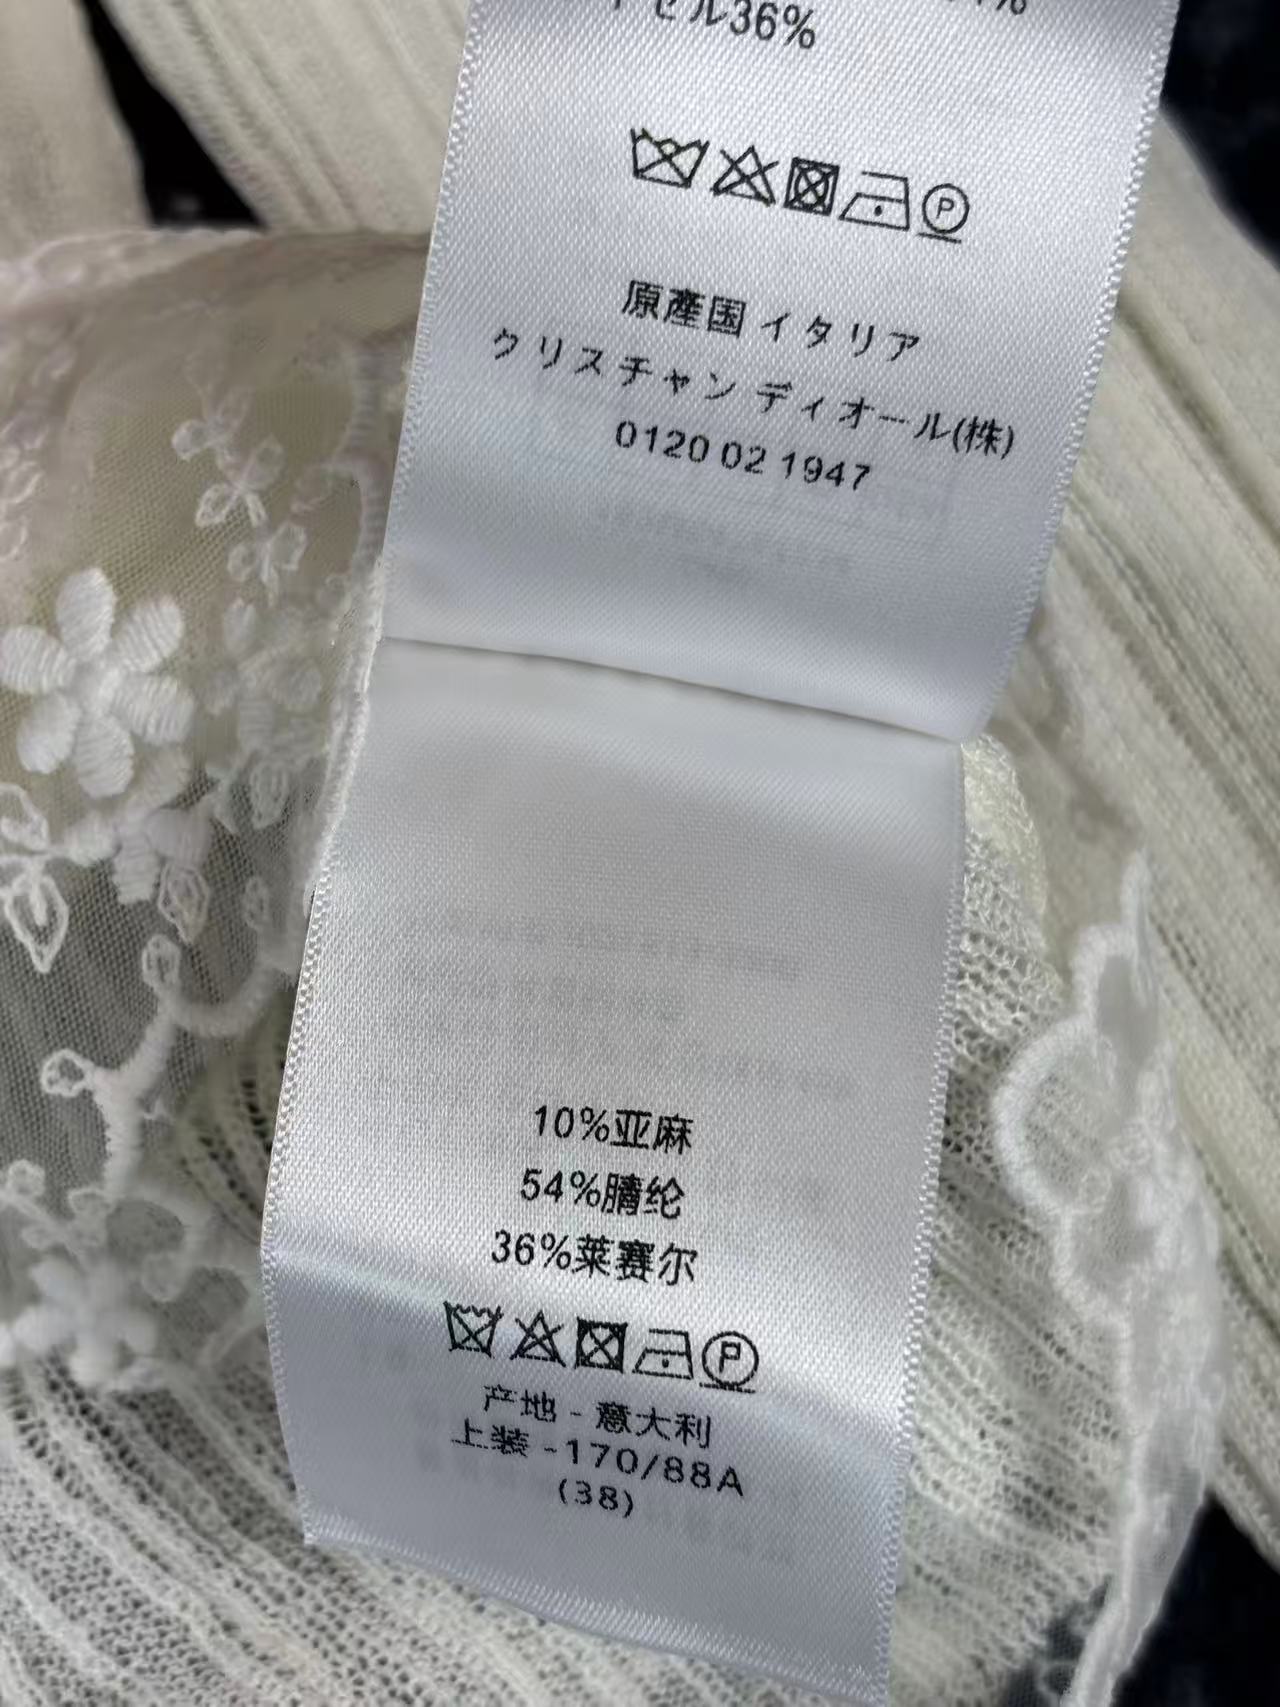 セル36%
原産国 イタリア
クリスチャン ディオール(株)
0120 02 1947
10%亚麻
54%腈纶
36%莱赛尔
P
产地 - 意大利
上装 -170/88A
(38)